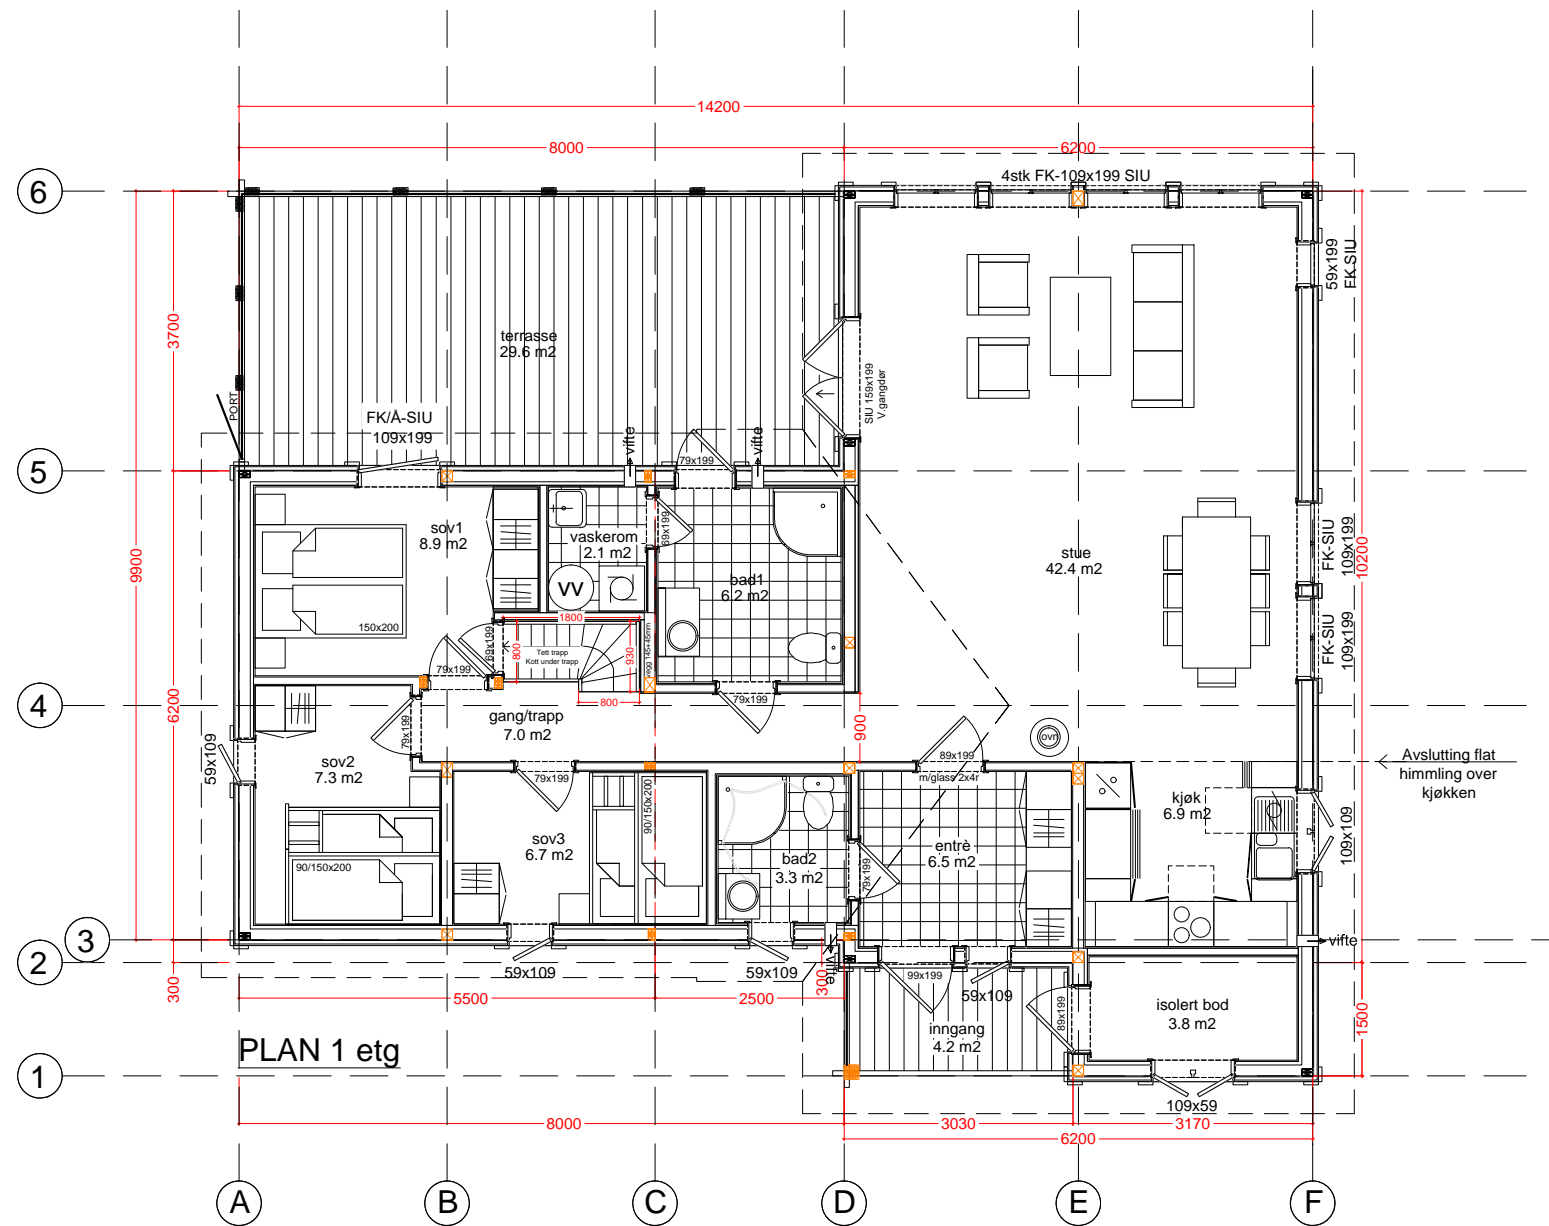 14200
8000
6200
6
4stk FK-109x199 SIU
59x199
FK SIU
3700
terrasse
29.6 m2
SIU 159x199
V.gangdør
PORT
FK/Å-SIU
109x199
vifte
vifte
79x199
5
sov1
8.9 m2
69x199
vaskerom
2.1 m2
stue
42.4 m2
FK-SIU
109x199
10200
9900
VV
bad1
6.2 m2
150x200
1800
FK-SIU
109x199
69x199
800
Tett trapp
Kott under trapp
930
vegg 145+45mm
79x199
800
79x199
4
6200
gang/trapp
7.0 m2
79x199
900
ovn
89x199
59x109
sov2
7.3 m2
79x199
m/glass 2x4r
Avslutting flat
himmling over
kjøkken
90/150x200
kjøk
6.9 m2
sov3
6.7 m2
bad2
3.3 m2
entrè
6.5 m2
109x109
90/150x200
79x199
3
vifte
2
300
59x109
59x109
vifte
300
99x199
59x109
5500
2500
89x199
isolert bod
3.8 m2
1500
inngang
4.2 m2
PLAN 1 etg
1
109x59
8000
3030
3170
6200
A
B
C
D
E
F